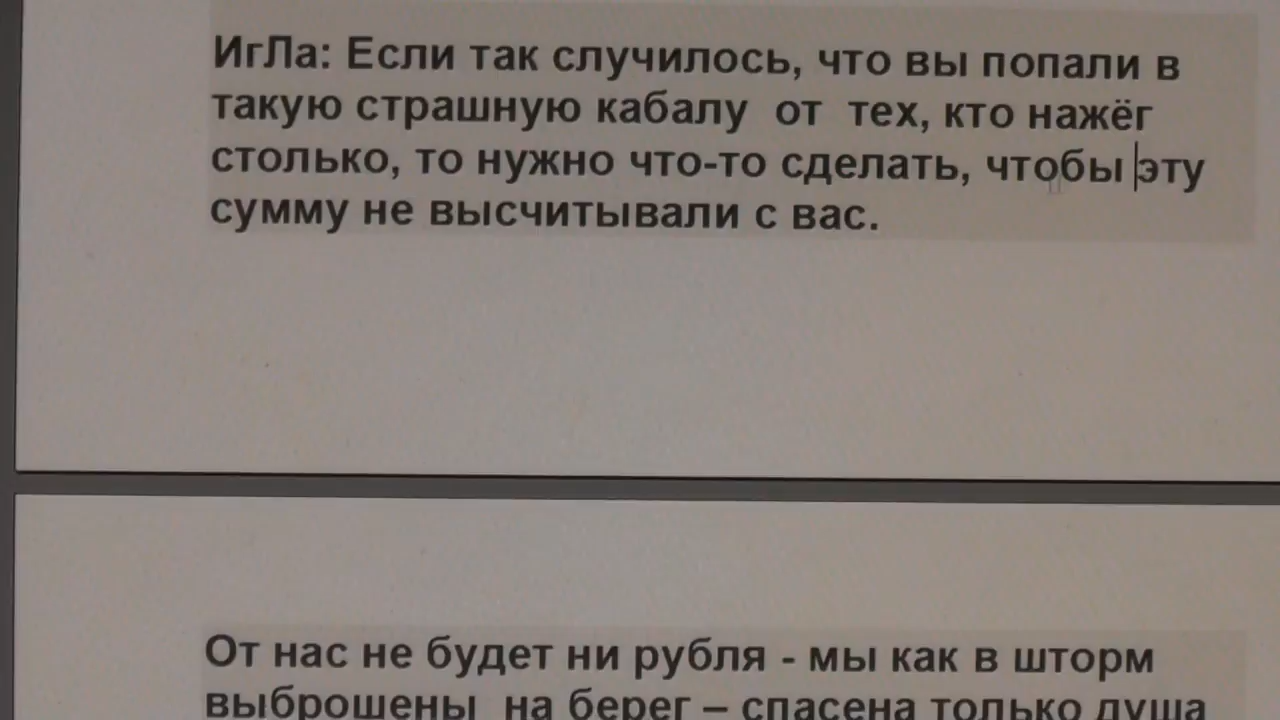 ИгЛа: Если так случилось, что вы попали в
такую страшную кабалу от тех, кто нажёг
столько, то нужно что-то сделать, чтобы эту
сумму не высчитывали с вас.
От нас не будет ни рубля - мы как в шторм
выброшены на берег – спасена только душа